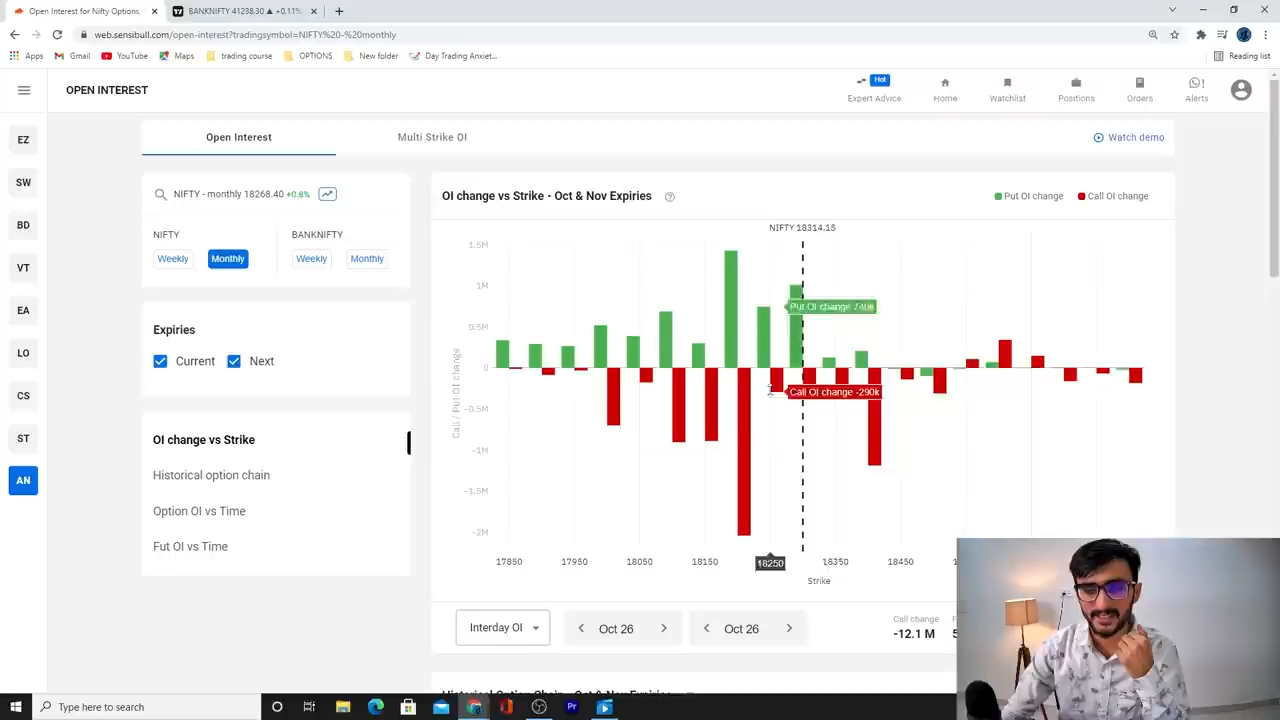 Open Interest for Nifty Options,
BANKNIFTY 41238.30 ▲ +0.11%
web.sensibull.com/open-interest?tradingsymbol=NIFTY%20-%20monthly
Apps
Gmail
YouTube
Maps
trading course
OPTIONS
New folder
Day Trading Anxiet...
Reading list
OPEN INTEREST
Hot
Expert Advice
Home
Watchlist
Positions
Orders
Alerts
EZ
SW
BD
VT
EA
LO
CS
ST
AN
Open Interest
Multi Strike OI
Watch demo
NIFTY - monthly 18268.40 +0.8%
NIFTY
BANKNIFTY
Weekly
Monthly
Weekly
Monthly
Expiries
Current
Next
OI change vs Strike
Historical option chain
Option OI vs Time
Fut OI vs Time
OI change vs Strike - Oct & Nov Expiries
Put OI change
Call OI change
NIFTY 18314.15
1.5M
1M
0.5M
0
−0.5M
−1M
−1.5M
−2M
Call / Put OI change
Put OI change 740k
Call OI change -290k
17850
17950
18050
18150
18250
18350
18450
Strike
Interday OI
Oct 26
Oct 26
Call change
-12.1 M
Type here to search